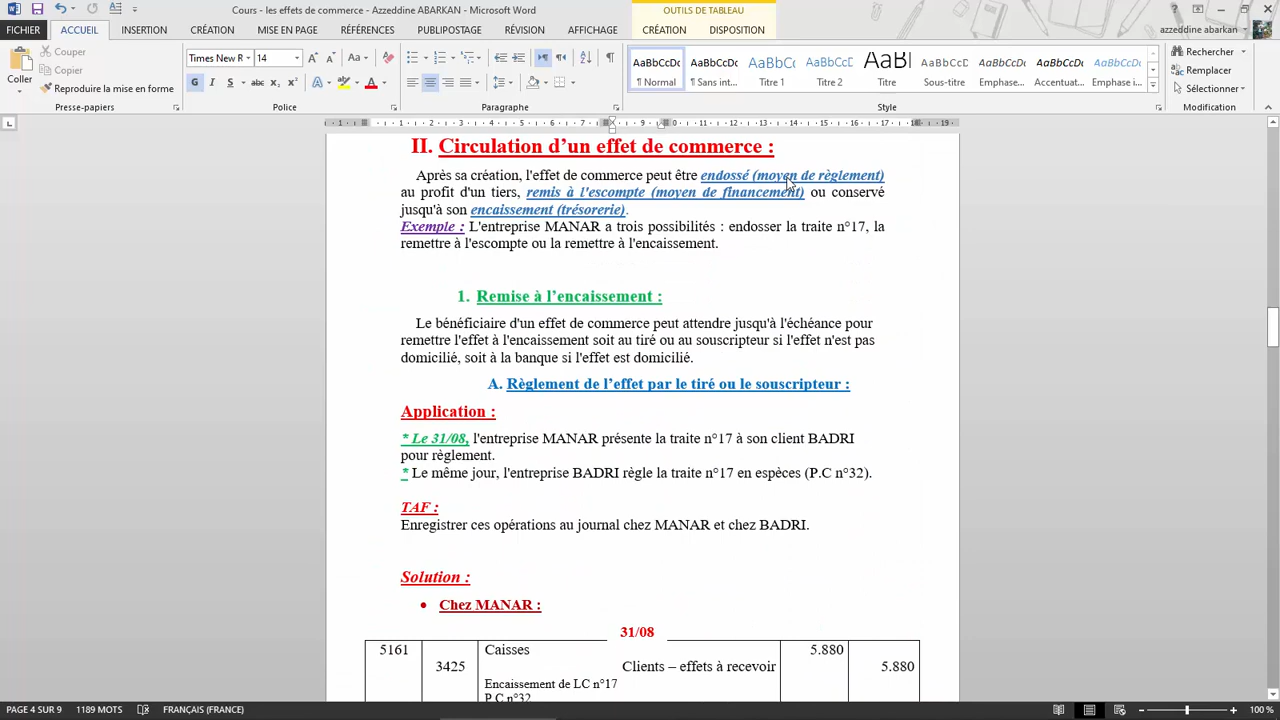 Cours - les effets de commerce - Azzeddine ABARKAN - Microsoft Word
OUTILS DE TABLEAU
FICHIER ACCUEIL INSERTION CRÉATION MISE EN PAGE RÉFÉRENCES PUBLIPOSTAGE RÉVISION AFFICHAGE CRÉATION DISPOSITION azzeddine abarkan
Coller
Couper
Copier
Reproduire la mise en forme
Presse-papiers
Times New R 14
Police
Paragraphe
AaBbCcDc AaBbCcDc AaBbCc AaBbCcC AaBl AaBbCcC AaBbCcDc AaBbCcDc AaBbCcDc
¶ Normal ¶ Sans int... Titre 1 Titre 2 Titre Sous-titre Emphase... Accentuat... Emphase i...
Style
Rechercher
Remplacer
Sélectionner
Modification
II. Circulation d’un effet de commerce :
Après sa création, l'effet de commerce peut être endossé (moyen de règlement)
au profit d'un tiers, remis à l'escompte (moyen de financement) ou conservé
jusqu'à son encaissement (trésorerie).
Exemple : L'entreprise MANAR a trois possibilités : endosser la traite n°17, la
remettre à l'escompte ou la remettre à l'encaissement.
1. Remise à l’encaissement :
Le bénéficiaire d'un effet de commerce peut attendre jusqu'à l'échéance pour
remettre l'effet à l'encaissement soit au tiré ou au souscripteur si l'effet n'est pas
domicilié, soit à la banque si l'effet est domicilié.
A. Règlement de l’effet par le tiré ou le souscripteur :
Application :
* Le 31/08, l'entreprise MANAR présente la traite n°17 à son client BADRI
pour règlement.
* Le même jour, l'entreprise BADRI règle la traite n°17 en espèces (P.C n°32).
TAF :
Enregistrer ces opérations au journal chez MANAR et chez BADRI.
Solution :
• Chez MANAR :
31/08
5161 Caisses 5.880
3425 Clients – effets à recevoir 5.880
Encaissement de LC n°17
P.C n°32
PAGE 4 SUR 9 1189 MOTS FRANÇAIS (FRANCE) 100 %